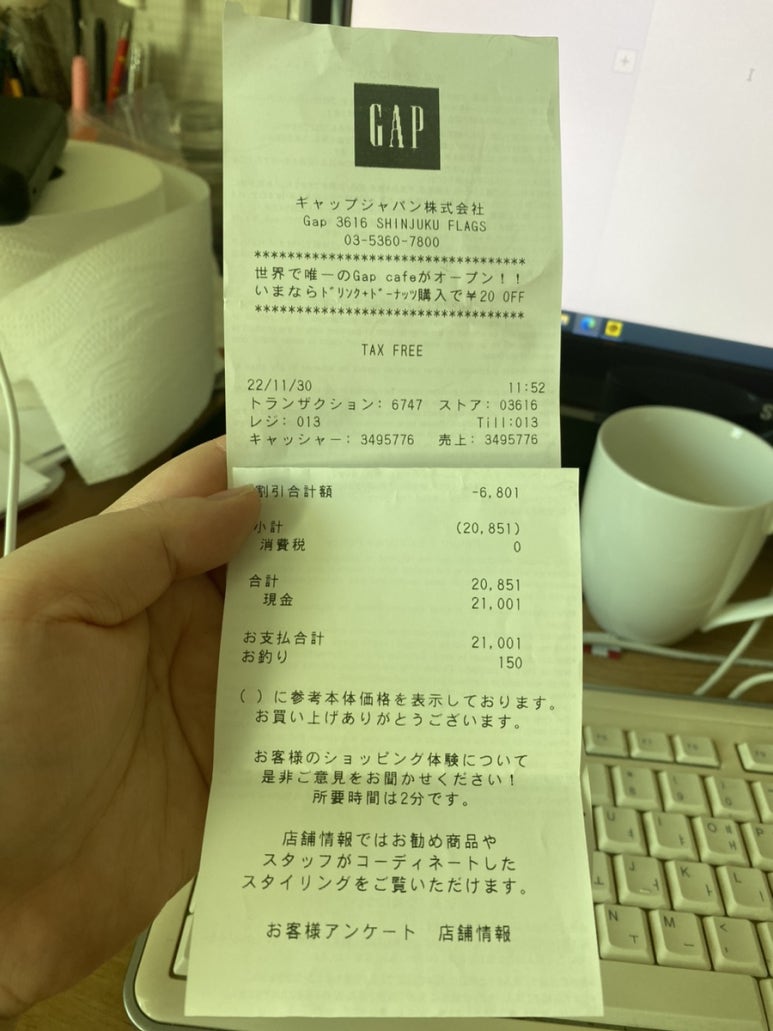 GAP
ギャップジャパン株式会社
Gap 3616 SHINJUKU FLAGS
03-5360-7800
********************************
世界で唯一のGap cafeがオープン！！
いまならﾄﾞﾘﾝｸ+ﾄﾞｰﾅｯﾂ購入で¥20 OFF
********************************
TAX FREE
22/11/30 11:52
トランザクション: 6747 ストア: 03616
レジ: 013 Till:013
キャッシャー: 3495776 売上: 3495776
割引合計額 -6,801
小計 (20,851)
消費税 0
合計 20,851
現金 21,001
お支払合計 21,001
お釣り 150
( ) に参考本体価格を表示しております。
お買い上げありがとうございます。
お客様のショッピング体験について
是非ご意見をお聞かせください！
所要時間は2分です。
店舗情報ではお勧め商品や
スタッフがコーディネートした
スタイリングをご覧いただけます。
お客様アンケート 店舗情報